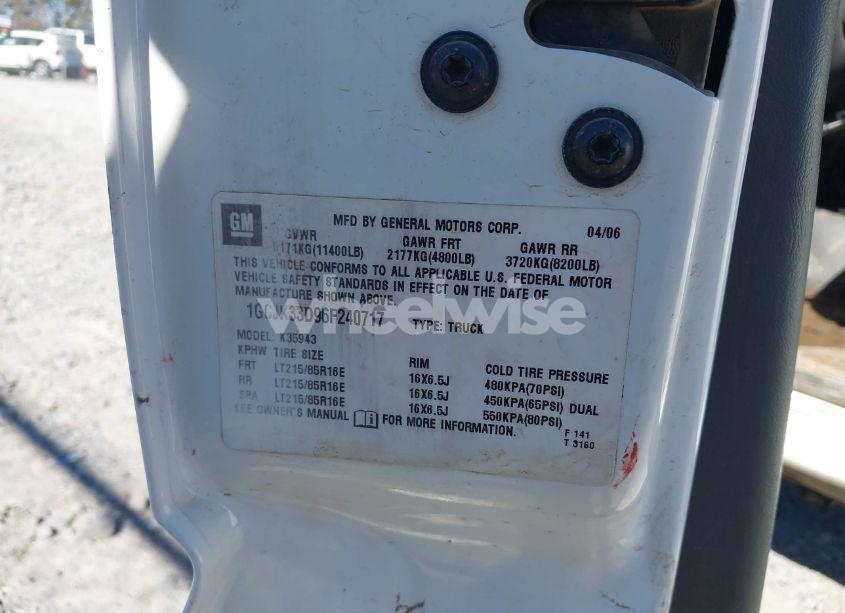 GM
MFD BY GENERAL MOTORS CORP. 04/06
GVWR GAWR FRT GAWR RR
(11400LB) 2177KG(4800LB) 3720KG(8200LB)
THIS VEHICLE CONFORMS TO ALL APPLICABLE U.S. FEDERAL MOTOR
VEHICLE SAFETY STANDARDS IN EFFECT ON THE DATE OF
MANUFACTURE SHOWN ABOVE.
wheelwise
TYPE: TRUCK
MODEL: K35943
KPHW TIRE SIZE RIM COLD TIRE PRESSURE
FRT LT215/85R16E 16X6.5J 480KPA(70PSI)
RR LT215/85R16E 16X6.5J 450KPA(65PSI) DUAL
SPA LT215/85R16E 16X6.5J 550KPA(80PSI)
SEE OWNER'S MANUAL FOR MORE INFORMATION.
F 141
T 3160